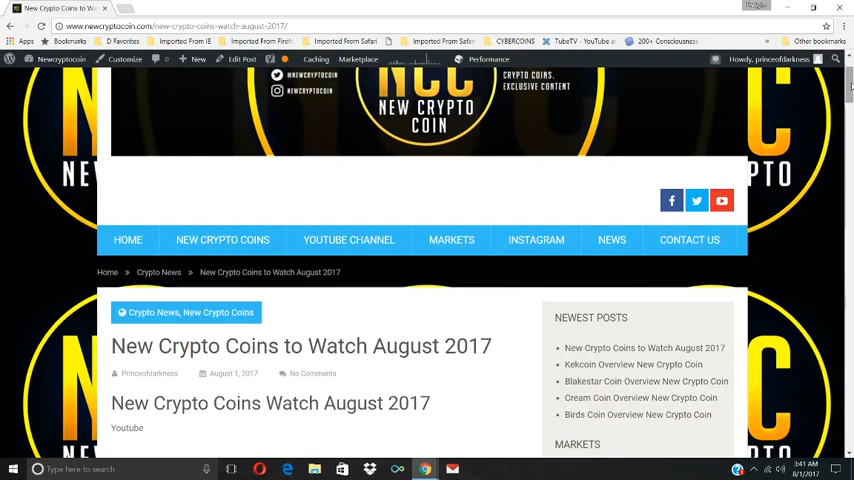 New Crypto Coins to Wa
www.newcryptocoin.com/new-crypto-coins-watch-august-2017/
Apps Bookmarks D Favorites Imported From IE Imported From Firefo Imported From Safari Imported From Safari CYBERCOINS TubeTV - YouTube 200+ Consciousness » Other bookmarks
Newcryptocoin Customize 0 New Edit Post Caching Marketplace Performance Howdy, princeofdarkness
@NEWCRYPTOCOIN
NEWCRYPTOCOIN
NCC
NEW CRYPTO
COIN
CRYPTO COINS.
EXCLUSIVE CONTENT
HOME NEW CRYPTO COINS YOUTUBE CHANNEL MARKETS INSTAGRAM NEWS CONTACT US
Home » Crypto News » New Crypto Coins to Watch August 2017
Crypto News, New Crypto Coins
New Crypto Coins to Watch August 2017
Princeofdarkness August 1, 2017 No Comments
New Crypto Coins Watch August 2017
Youtube
NEWEST POSTS
New Crypto Coins to Watch August 2017
Kekcoin Overview New Crypto Coin
Blakestar Coin Overview New Crypto Coin
Cream Coin Overview New Crypto Coin
Birds Coin Overview New Crypto Coin
MARKETS
Type here to search
3:41 AM
8/1/2017